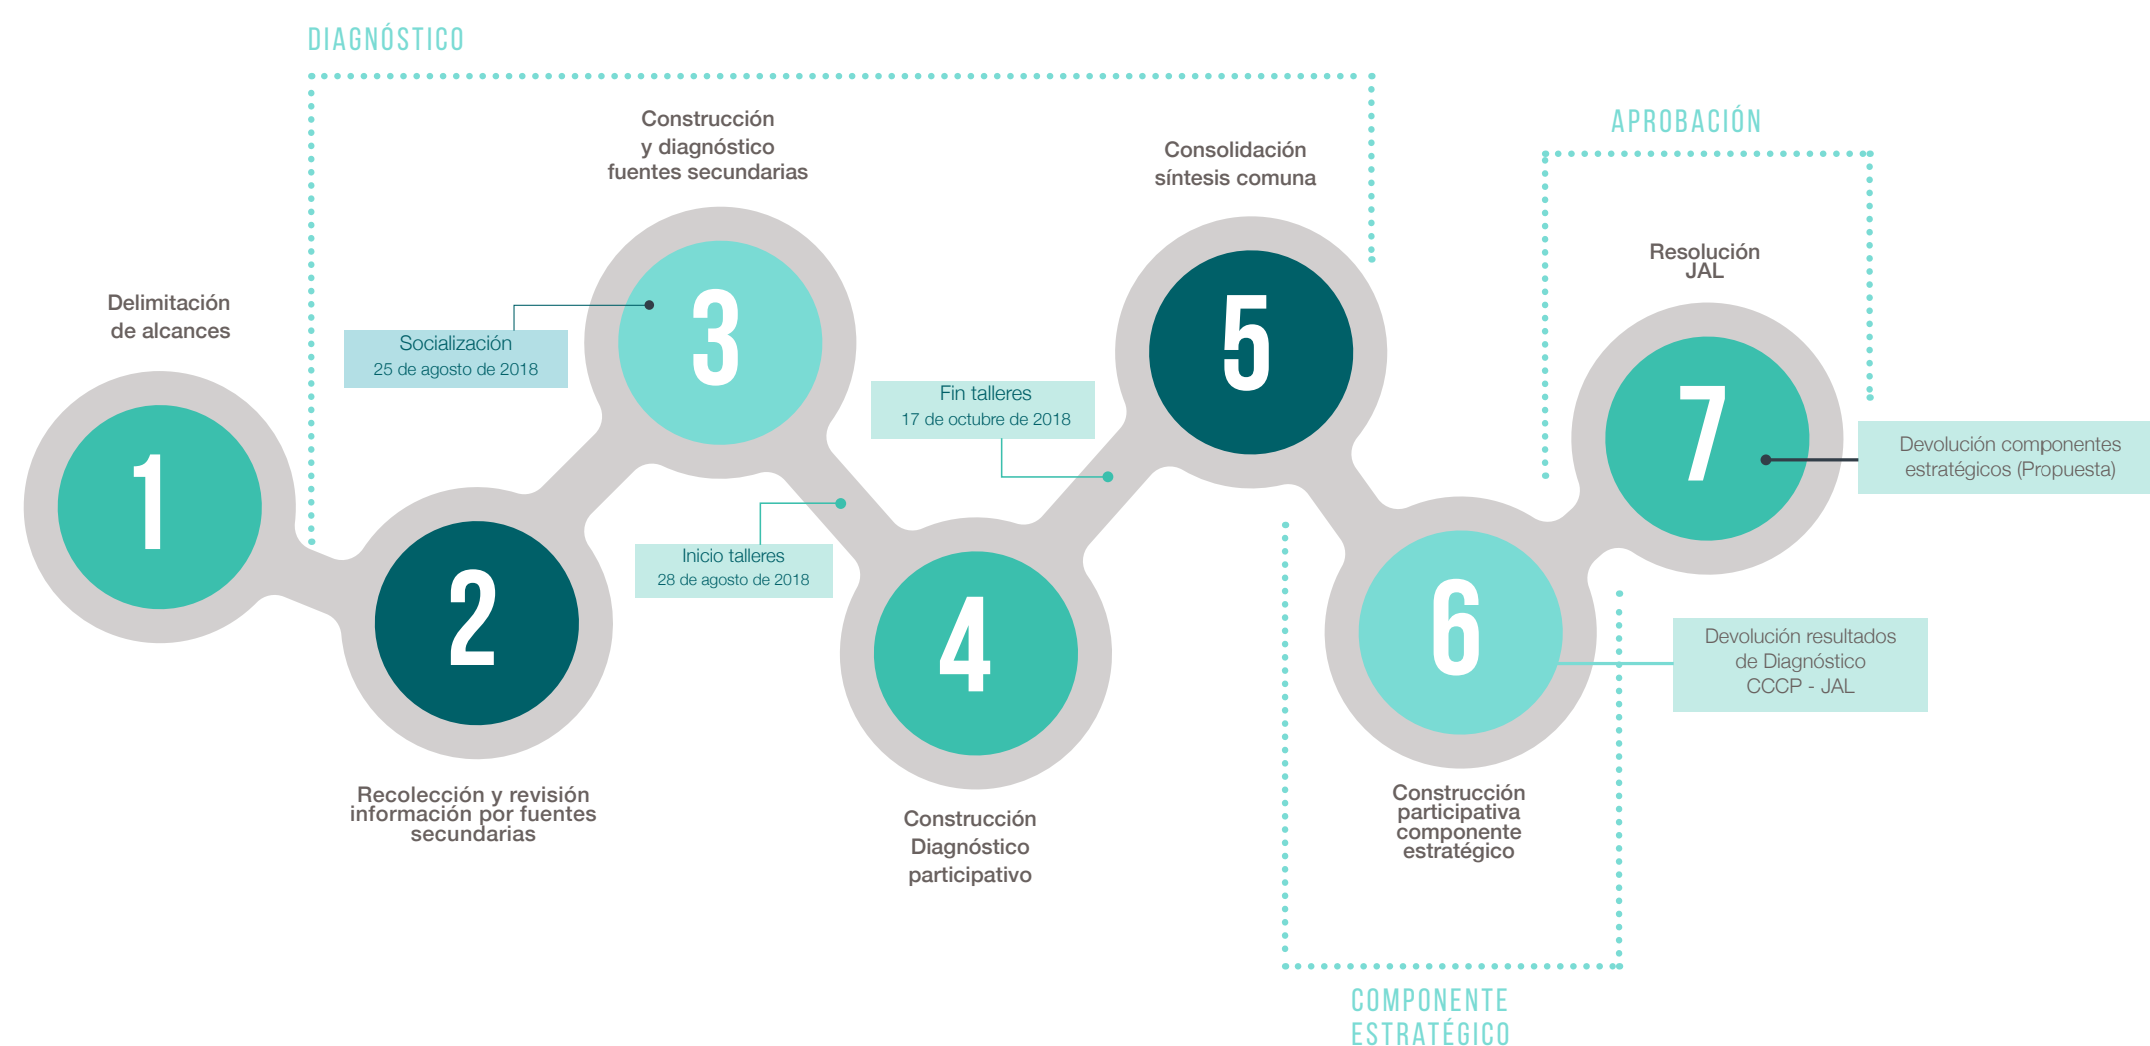 DIAGNÓSTICO
Construcción
y diagnóstico
fuentes secundarias
APROBACIÓN
Consolidación
síntesis comuna
Resolución
JAL
Delimitación
de alcances
Socialización
25 de agosto de 2018
3
5
Fin talleres
17 de octubre de 2018
7
Devolución componentes
estratégicos (Propuesta)
1
Inicio talleres
28 de agosto de 2018
2
4
6
Devolución resultados
de Diagnóstico
CCCP - JAL
Recolección y revisión
información por fuentes
secundarias
Construcción
Diagnóstico
participativo
Construcción
participativa
componente
estratégico
COMPONENTE
ESTRATÉGICO